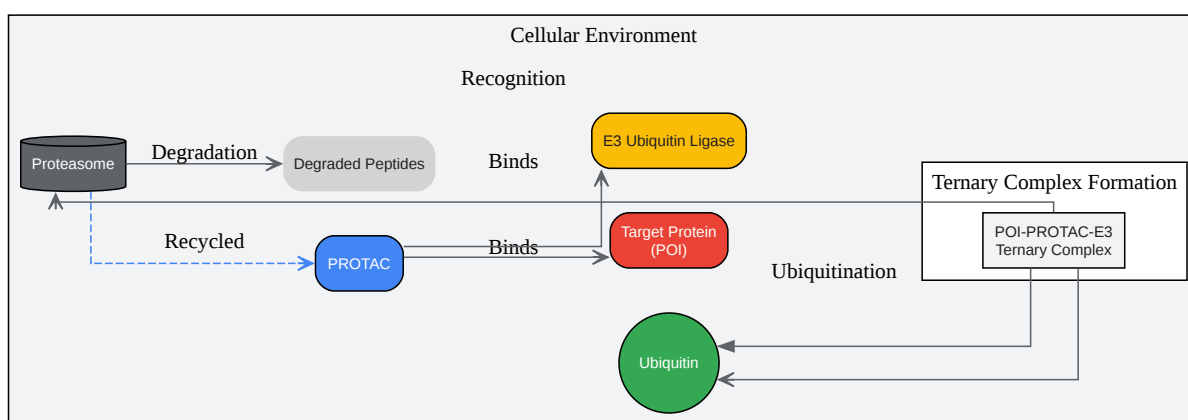 Cellular Environment
Recognition
E3 Ubiquitin Ligase
Proteasome
Degradation
Degraded Peptides
Binds
Ternary Complex Formation
Target Protein
(POI)
POI-PROTAC-E3
Ternary Complex
Recycled
Binds
PROTAC
Ubiquitination
Ubiquitin